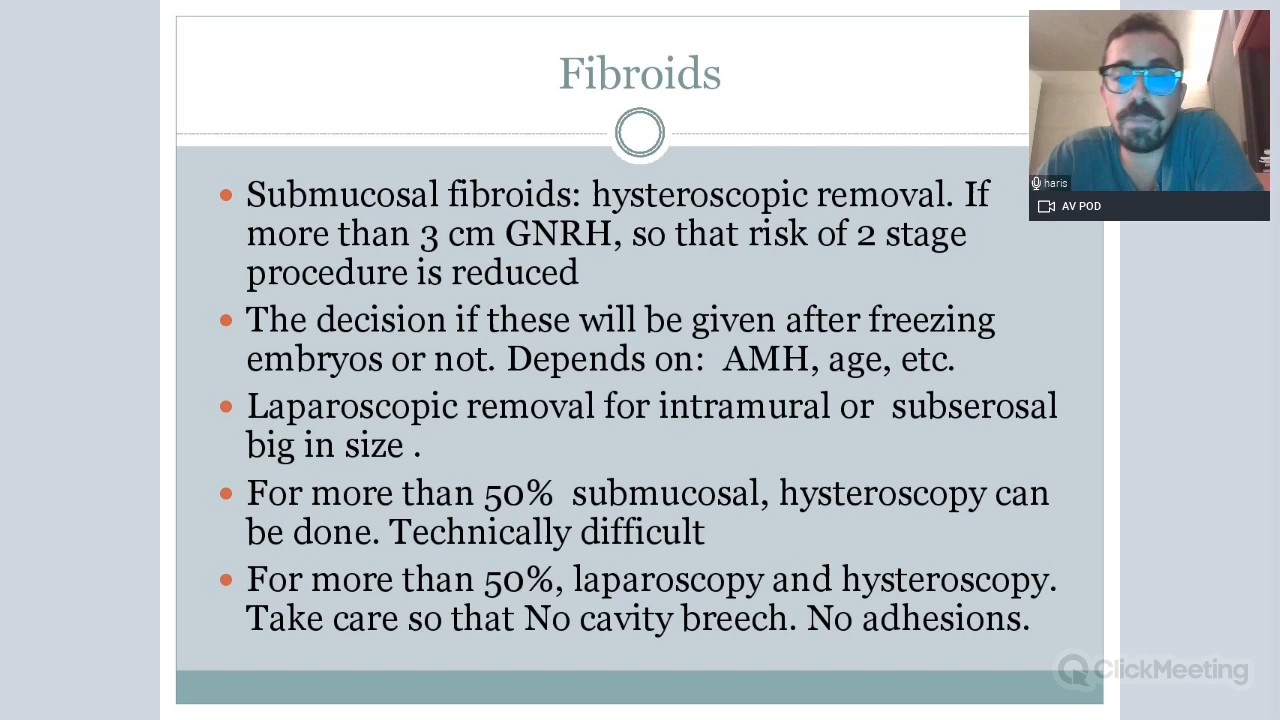 Fibroids
• Submucosal fibroids: hysteroscopic removal. If
more than 3 cm GNRH, so that risk of 2 stage
procedure is reduced
• The decision if these will be given after freezing
embryos or not. Depends on:  AMH, age, etc.
• Laparoscopic removal for intramural or  subserosal
big in size .
• For more than 50%  submucosal, hysteroscopy can
be done. Technically difficult
• For more than 50%, laparoscopy and hysteroscopy.
Take care so that No cavity breech. No adhesions.
haris
AV POD
ClickMeeting